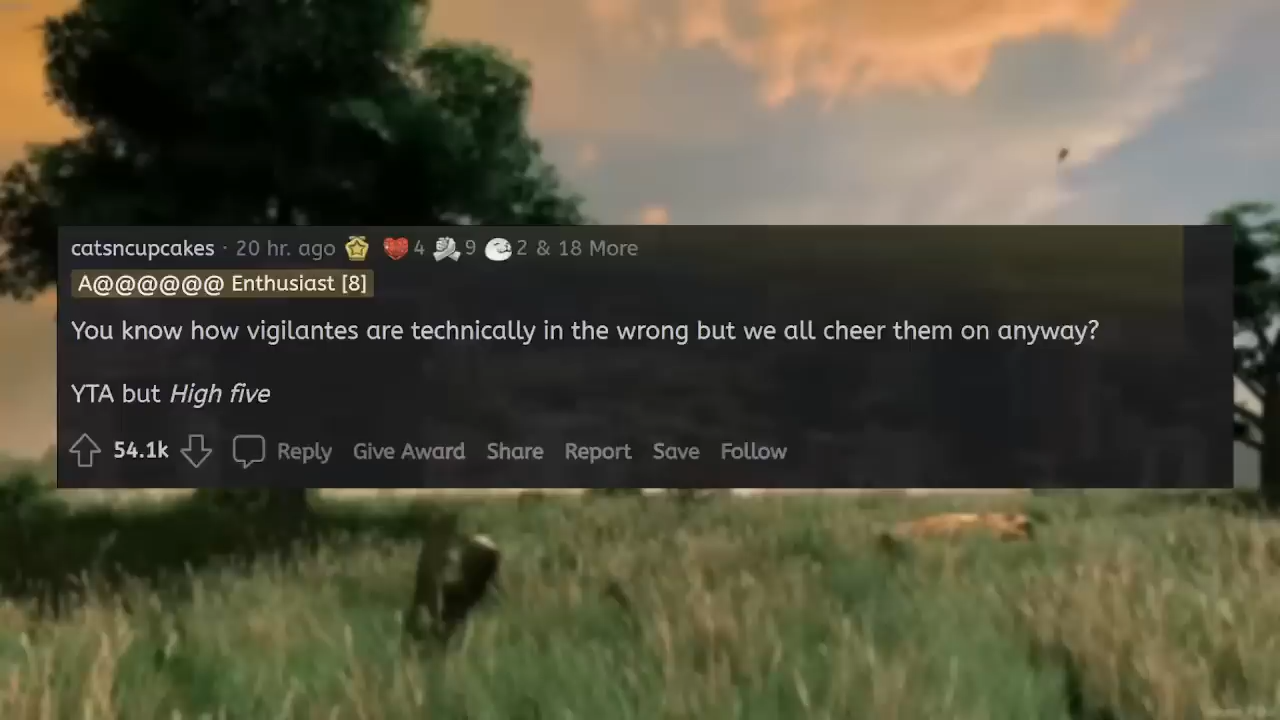 catsncupcakes · 20 hr. ago 4 9 2 & 18 More
A@@@@@@ Enthusiast [8]
You know how vigilantes are technically in the wrong but we all cheer them on anyway?
YTA but High five
54.1k Reply Give Award Share Report Save Follow